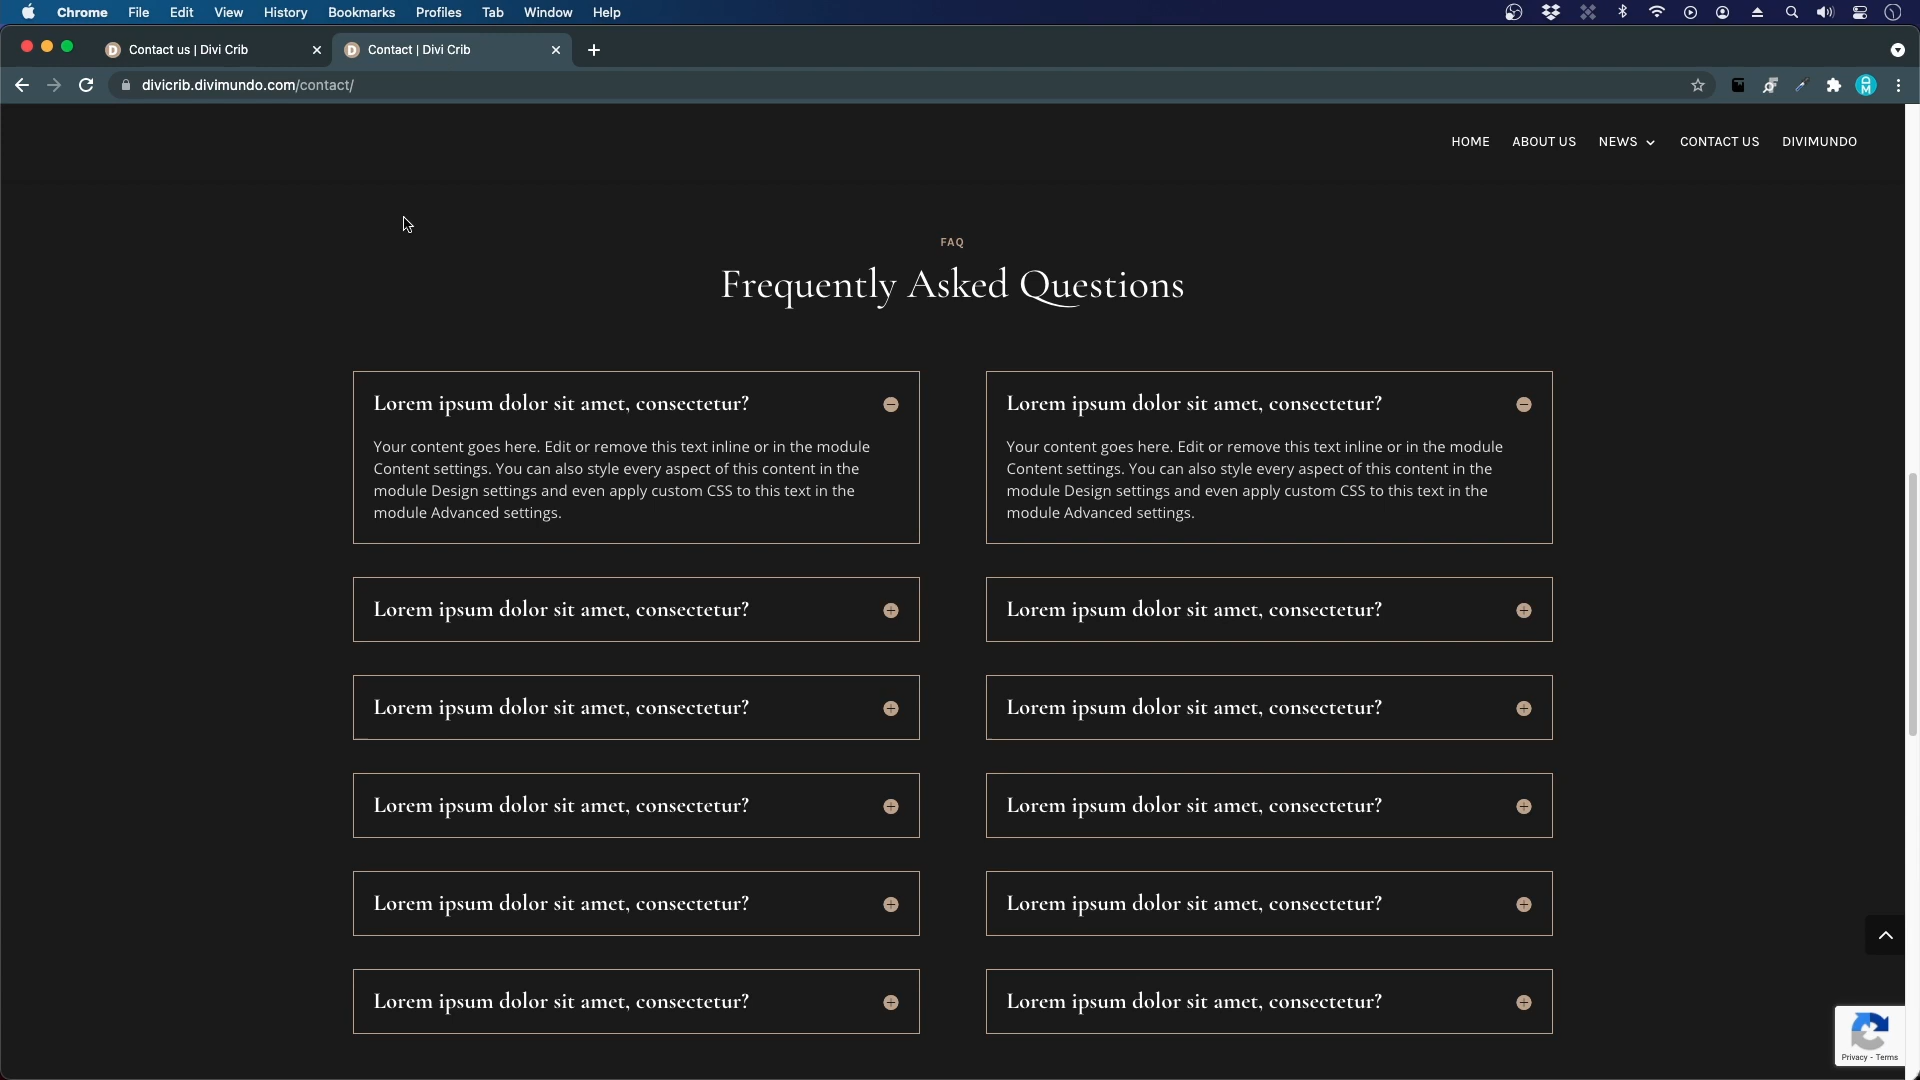 Chrome File Edit View History Bookmarks Profiles Tab Window Help
Contact us | Divi Crib
Contact | Divi Crib
divicrib.divimundo.com/contact/
DM
HOME ABOUT US NEWS CONTACT US DIVIMUNDO
FAQ
Frequently Asked Questions
Lorem ipsum dolor sit amet, consectetur?
Your content goes here. Edit or remove this text inline or in the module
Content settings. You can also style every aspect of this content in the
module Design settings and even apply custom CSS to this text in the
module Advanced settings.
Lorem ipsum dolor sit amet, consectetur?
Your content goes here. Edit or remove this text inline or in the module
Content settings. You can also style every aspect of this content in the
module Design settings and even apply custom CSS to this text in the
module Advanced settings.
Lorem ipsum dolor sit amet, consectetur?
Lorem ipsum dolor sit amet, consectetur?
Lorem ipsum dolor sit amet, consectetur?
Lorem ipsum dolor sit amet, consectetur?
Lorem ipsum dolor sit amet, consectetur?
Lorem ipsum dolor sit amet, consectetur?
Lorem ipsum dolor sit amet, consectetur?
Lorem ipsum dolor sit amet, consectetur?
Lorem ipsum dolor sit amet, consectetur?
Lorem ipsum dolor sit amet, consectetur?
Privacy - Terms